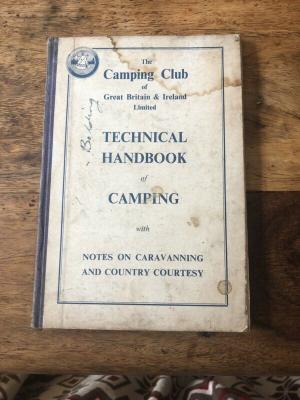 The
Camping Club
of
Great Britain & Ireland
Limited
TECHNICAL
HANDBOOK
of
CAMPING
with
NOTES ON CARAVANNING
AND COUNTRY COURTESY